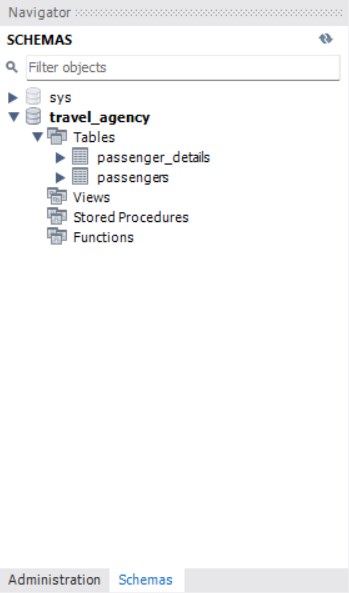 Navigator
SCHEMAS
Filter objects
sys
travel_agency
Tables
passenger_details
passengers
Views
Stored Procedures
Functions
Administration Schemas